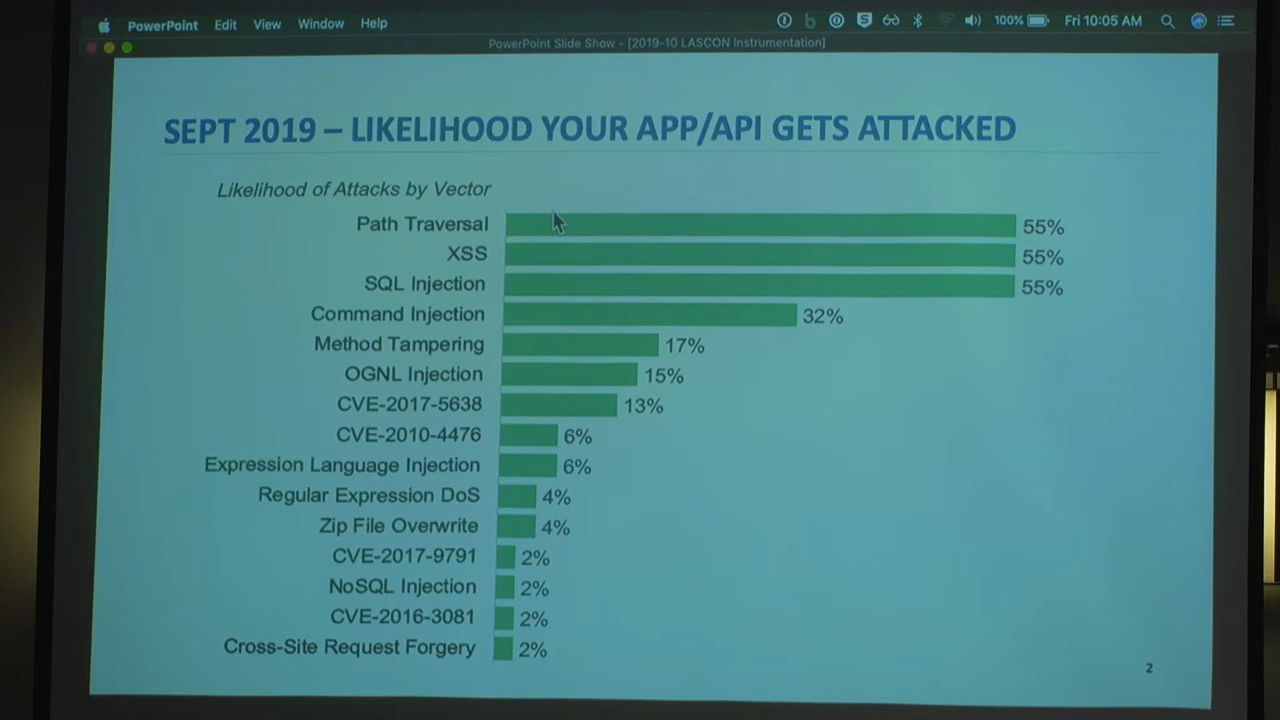 PowerPoint Edit View Window Help 100% Fri 10:05 AM
PowerPoint Slide Show - [2019-10 LASCON Instrumentation]
SEPT 2019 – LIKELIHOOD YOUR APP/API GETS ATTACKED
Likelihood of Attacks by Vector
Path Traversal 55%
XSS 55%
SQL Injection 55%
Command Injection 32%
Method Tampering 17%
OGNL Injection 15%
CVE-2017-5638 13%
CVE-2010-4476 6%
Expression Language Injection 6%
Regular Expression DoS 4%
Zip File Overwrite 4%
CVE-2017-9791 2%
NoSQL Injection 2%
CVE-2016-3081 2%
Cross-Site Request Forgery 2%
2